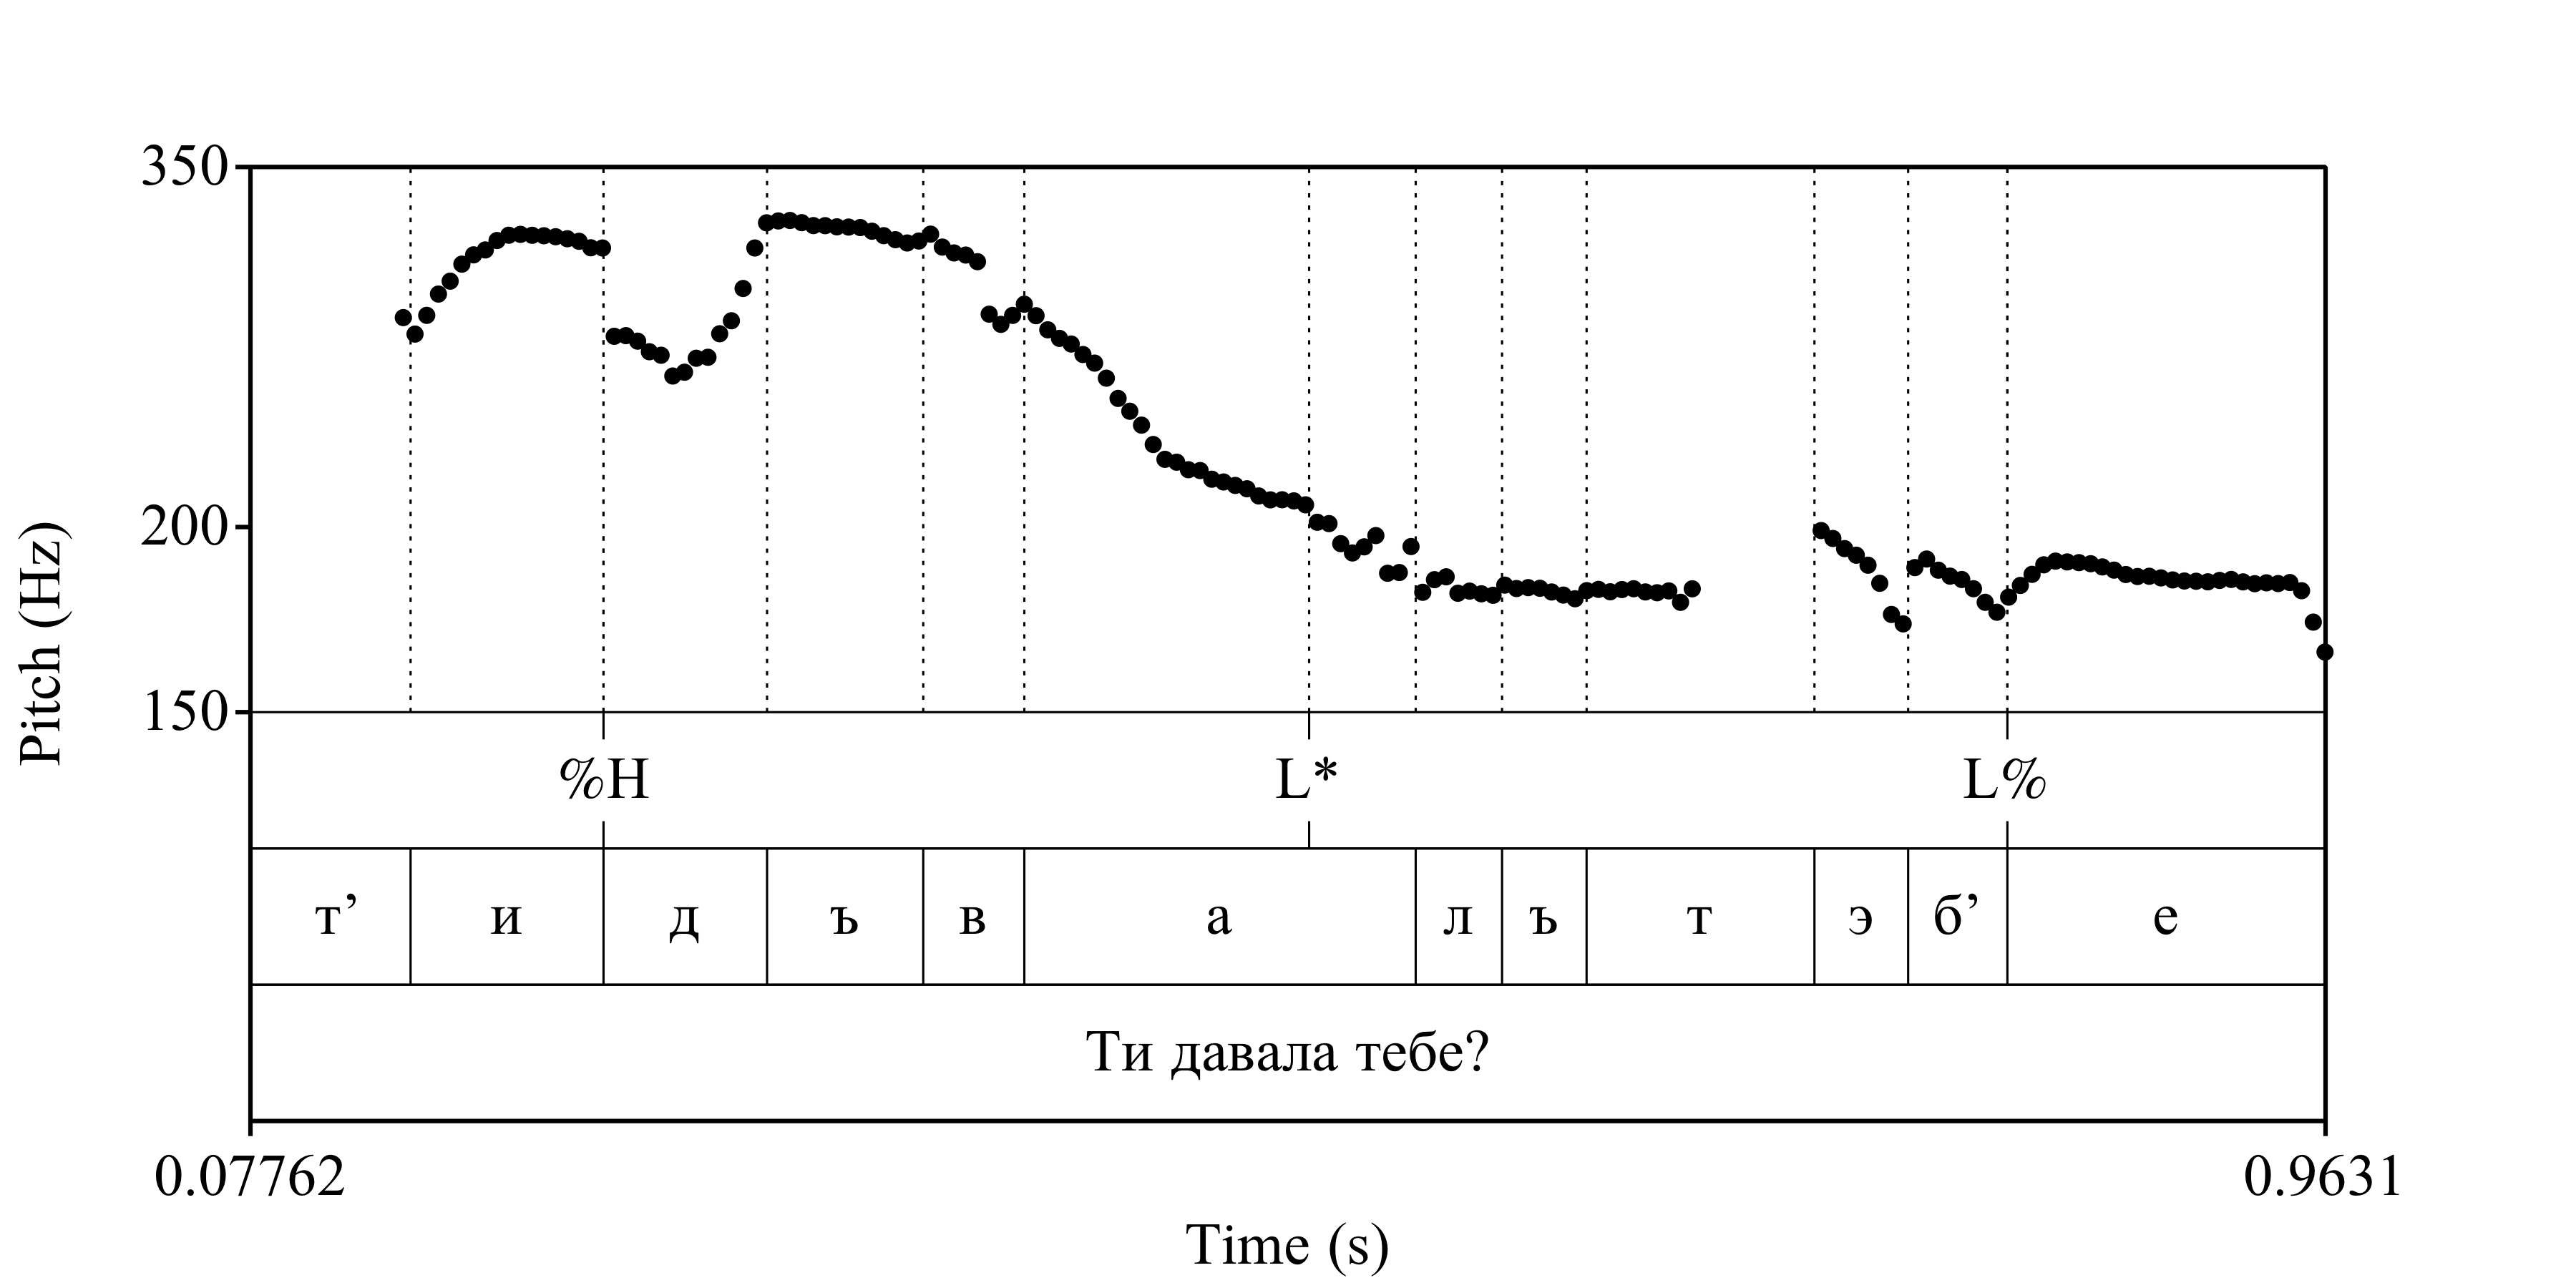 350
200
150
Pitch (Hz)
%H L* L%
т’ и д ъ в а л ъ т э б’ е
Ти давала тебе?
0.07762 0.9631
Time (s)